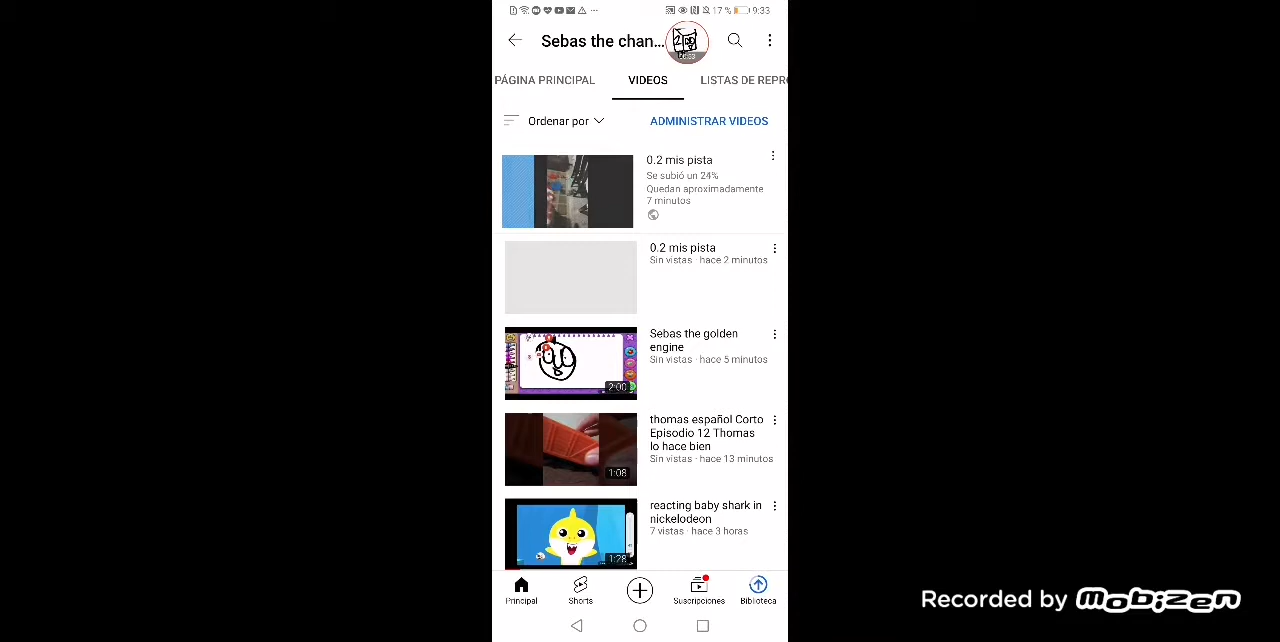 17 % 9:33
Sebas the chan...
PÁGINA PRINCIPAL VIDEOS LISTAS DE REPR
Ordenar por ADMINISTRAR VIDEOS
0.2 mis pista
Se subió un 24%
Quedan aproximadamente
7 minutos
0.2 mis pista
Sin vistas · hace 2 minutos
Sebas the golden
engine
Sin vistas · hace 5 minutos
2:00
thomas español Corto
Episodio 12 Thomas
lo hace bien
Sin vistas · hace 13 minutos
1:08
reacting baby shark in
nickelodeon
7 vistas · hace 3 horas
1:28
Principal Shorts Suscripciones Biblioteca
Recorded by mobizen